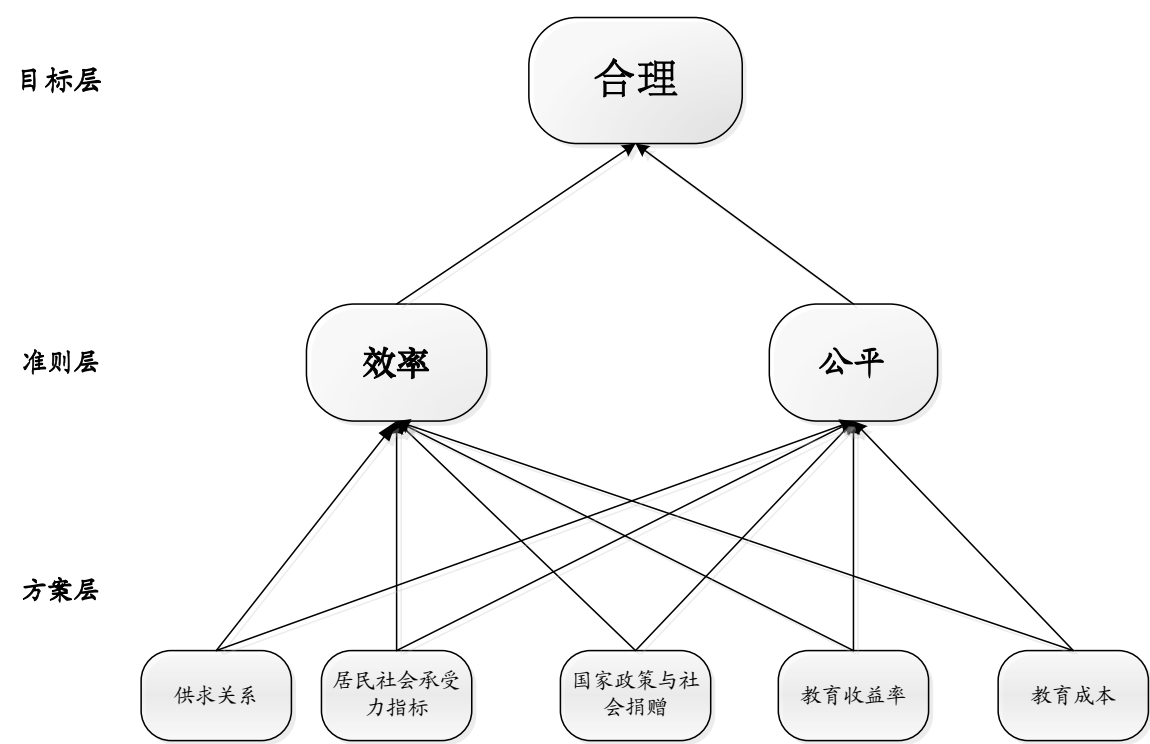 目标层
合理
准则层
效率
公平
方案层
供求关系
居民社会承受
力指标
国家政策与社
会捐赠
教育收益率
教育成本